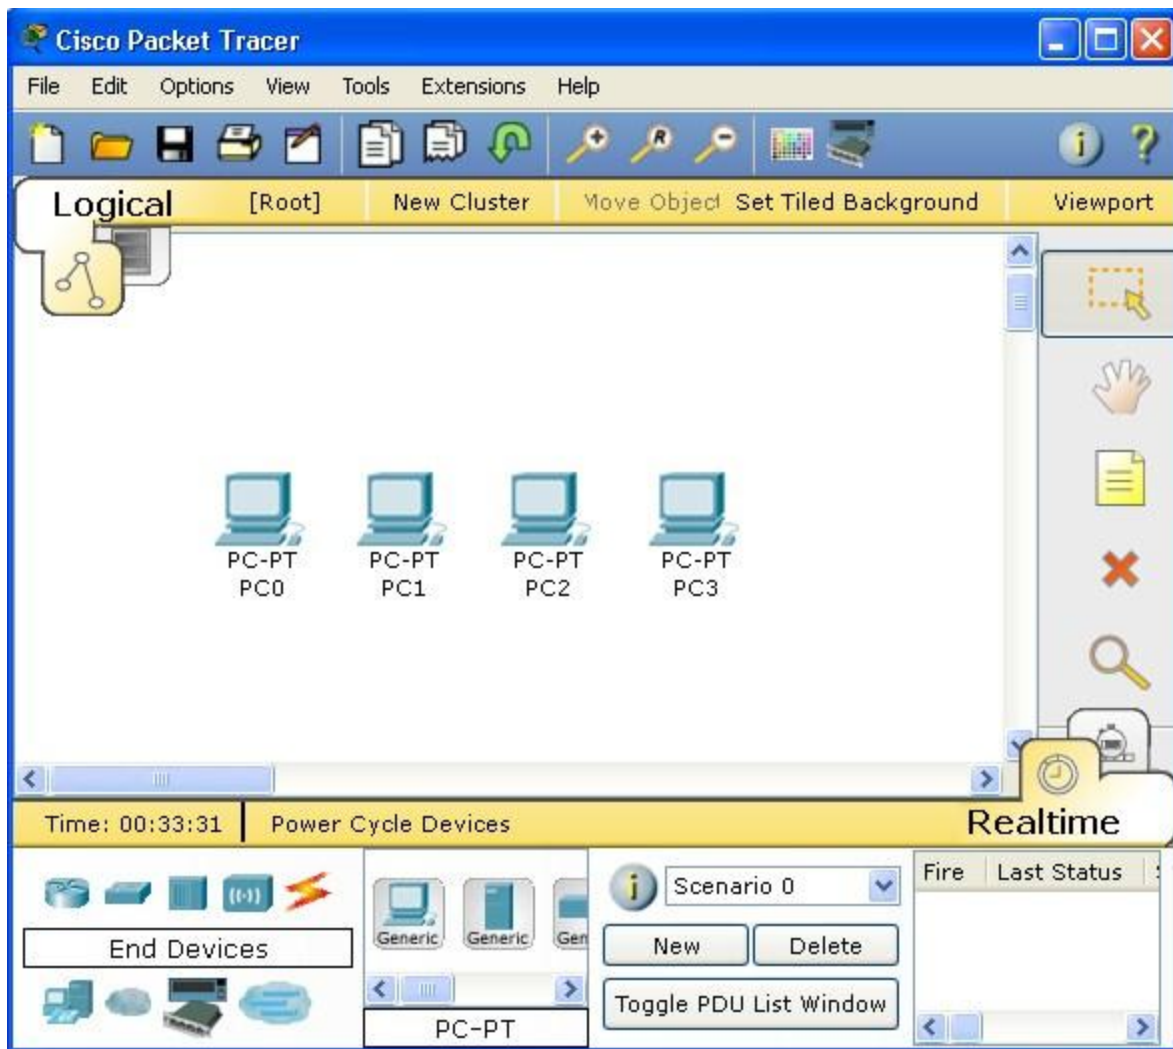 Cisco Packet Tracer
File Edit Options View Tools Extensions Help
Logical [Root] New Cluster Move Object Set Tiled Background Viewport
PC-PT PC-PT PC-PT PC-PT
PC0 PC1 PC2 PC3
Time: 00:33:31 Power Cycle Devices Realtime
Fire Last Status
Scenario 0
Generic Generic Gen
End Devices
New Delete
Toggle PDU List Window
PC-PT